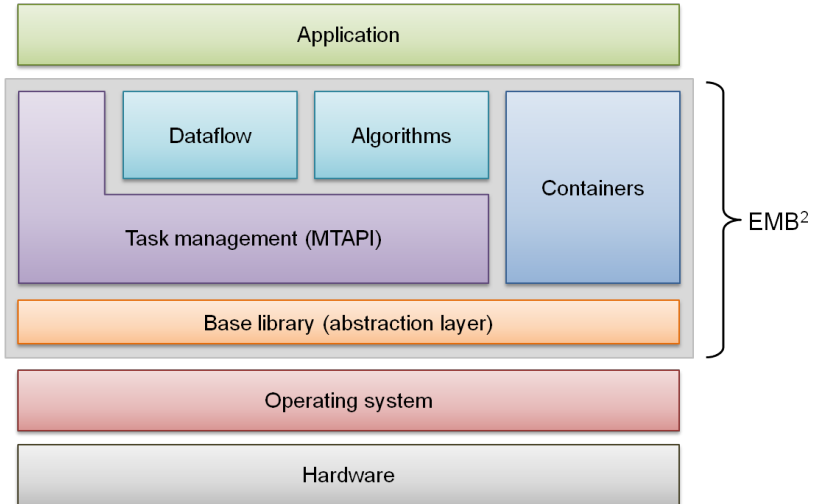 Application
Dataflow
Algorithms
Containers
Task management (MTAPI)
EMB²
Base library (abstraction layer)
Operating system
Hardware